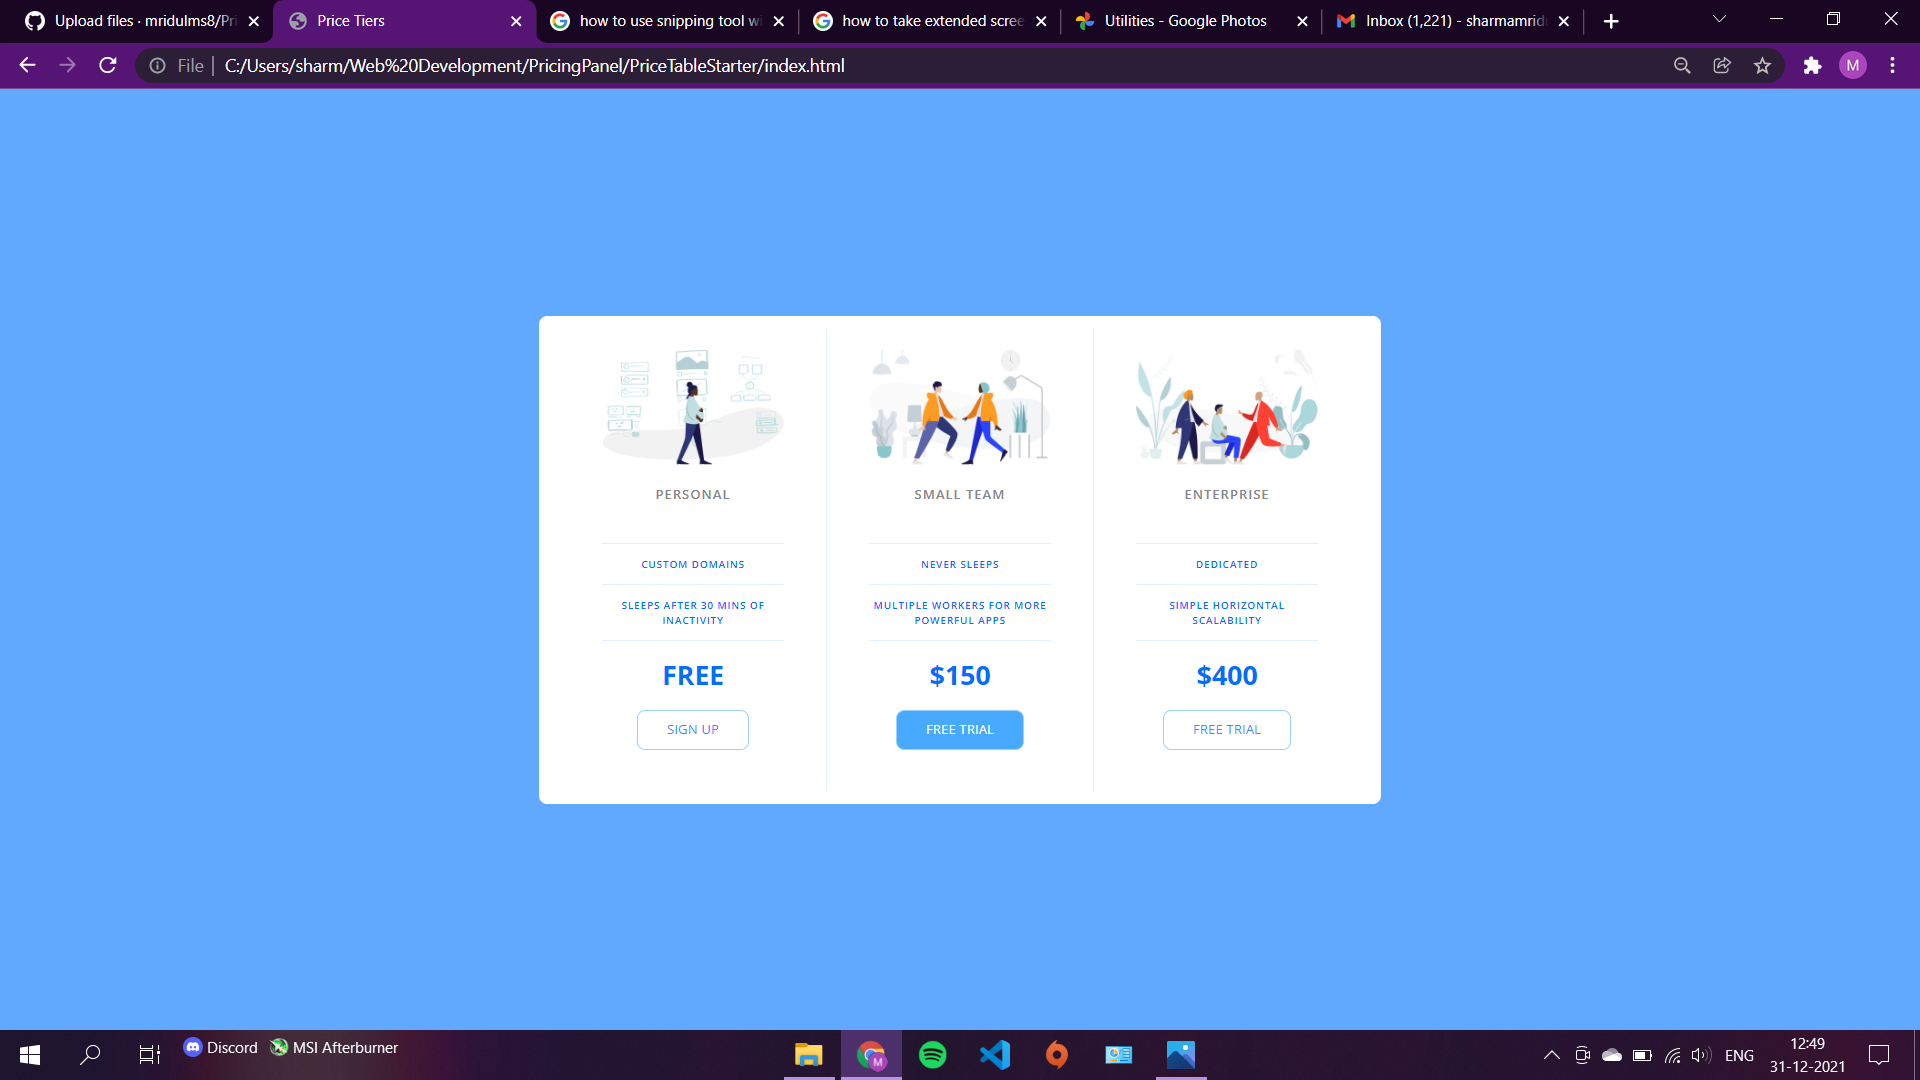 Upload files · mridulms8/Pri
Price Tiers
how to use snipping tool wi
how to take extended scree
Utilities - Google Photos
Inbox (1,221) - sharmamrid
File
C:/Users/sharm/Web%20Development/PricingPanel/PriceTableStarter/index.html
M
PERSONAL
CUSTOM DOMAINS
SLEEPS AFTER 30 MINS OF
INACTIVITY
FREE
SIGN UP
SMALL TEAM
NEVER SLEEPS
MULTIPLE WORKERS FOR MORE
POWERFUL APPS
$150
FREE TRIAL
ENTERPRISE
DEDICATED
SIMPLE HORIZONTAL
SCALABILITY
$400
FREE TRIAL
Discord
MSI Afterburner
M
ENG
12:49
31-12-2021